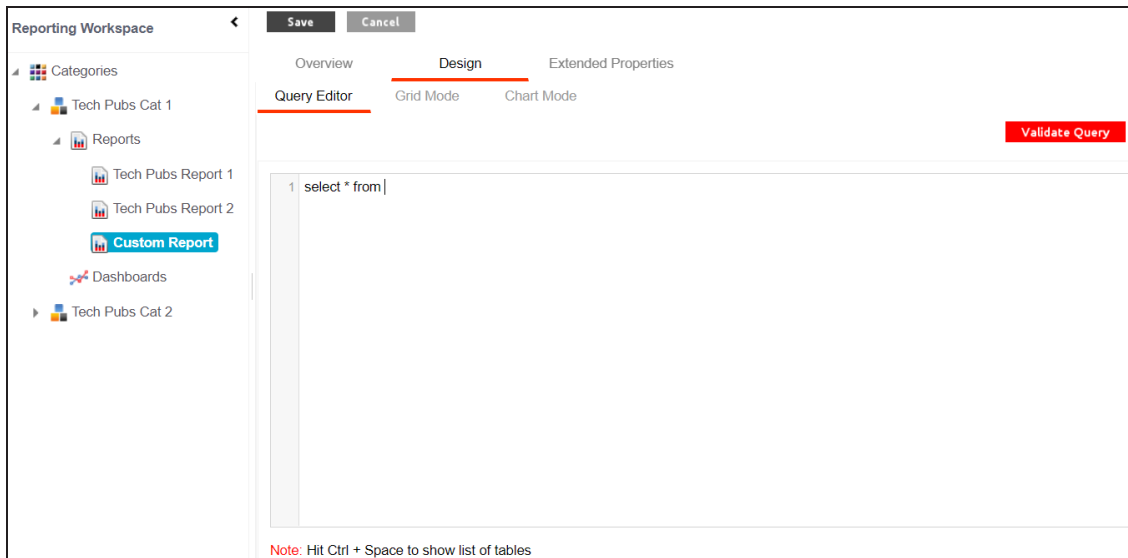 Reporting Workspace
Save Cancel
Categories
Overview Design Extended Properties
Query Editor Grid Mode Chart Mode
Tech Pubs Cat 1
Reports
Validate Query
Tech Pubs Report 1
1 select * from
Tech Pubs Report 2
Custom Report
Dashboards
Tech Pubs Cat 2
Note: Hit Ctrl + Space to show list of tables